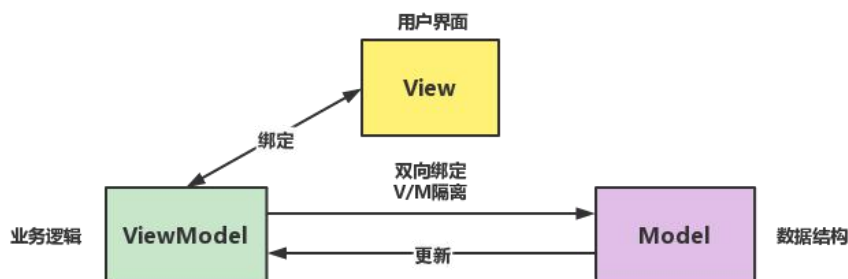 用户界面
View
绑定
双向绑定
V/M隔离
业务逻辑
ViewModel
Model
数据结构
更新